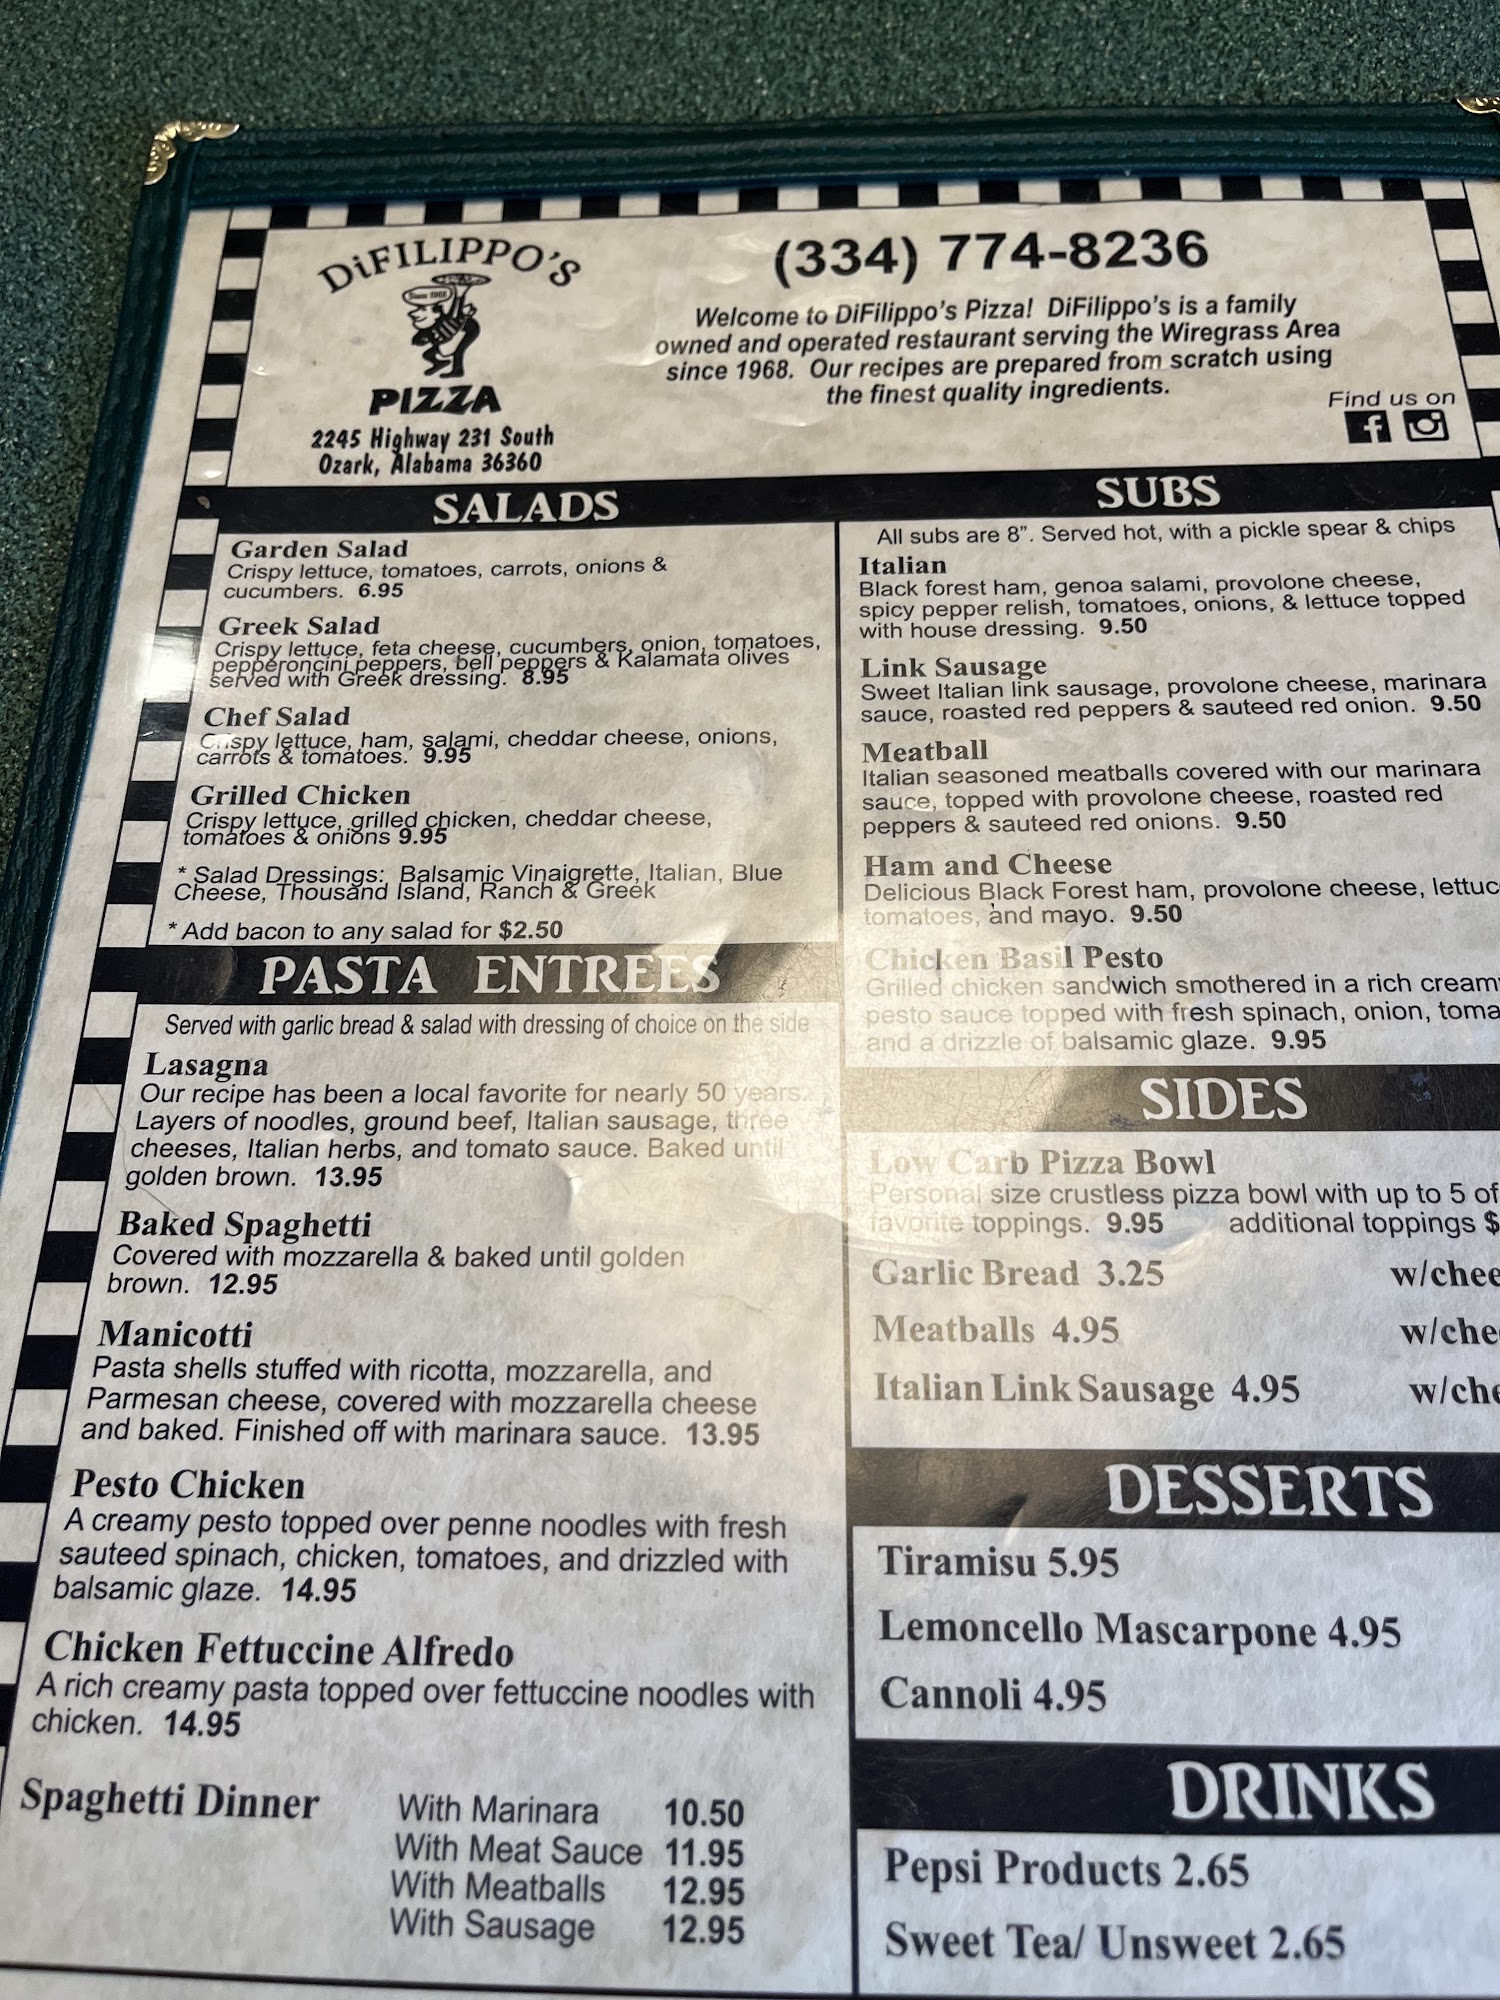 DiFILIPPO'S
PIZZA
2245 Highway 231 South
Ozark, Alabama 36360
(334) 774-8236
Welcome to DiFilippo's Pizza! DiFilippo's is a family
owned and operated restaurant serving the Wiregrass Area
since 1968. Our recipes are prepared from scratch using
the finest quality ingredients.
Find us on
SALADS
Garden Salad
Crispy lettuce, tomatoes, carrots, onions &
cucumbers. 6.95
Greek Salad
Crispy lettuce, feta cheese, cucumbers, onion, tomatoes,
pepperoncini peppers, bell peppers & Kalamata olives
served with Greek dressing. 8.95
Chef Salad
Crispy lettuce, ham, salami, cheddar cheese, onions,
carrots & tomatoes. 9.95
Grilled Chicken
Crispy lettuce, grilled chicken, cheddar cheese,
tomatoes & onions 9.95
* Salad Dressings: Balsamic Vinaigrette, Italian, Blue
Cheese, Thousand Island, Ranch & Greek
* Add bacon to any salad for $2.50
PASTA ENTREES
Served with garlic bread & salad with dressing of choice on the side
Lasagna
Our recipe has been a local favorite for nearly 50 years.
Layers of noodles, ground beef, Italian sausage, three
cheeses, Italian herbs, and tomato sauce. Baked until
golden brown. 13.95
Baked Spaghetti
Covered with mozzarella & baked until golden
brown. 12.95
Manicotti
Pasta shells stuffed with ricotta, mozzarella, and
Parmesan cheese, covered with mozzarella cheese
and baked. Finished off with marinara sauce. 13.95
Pesto Chicken
A creamy pesto topped over penne noodles with fresh
sauteed spinach, chicken, tomatoes, and drizzled with
balsamic glaze. 14.95
Chicken Fettuccine Alfredo
A rich creamy pasta topped over fettuccine noodles with
chicken. 14.95
Spaghetti Dinner With Marinara 10.50
With Meat Sauce 11.95
With Meatballs 12.95
With Sausage 12.95
SUBS
All subs are 8". Served hot, with a pickle spear & chips
Italian
Black forest ham, genoa salami, provolone cheese,
spicy pepper relish, tomatoes, onions, & lettuce topped
with house dressing. 9.50
Link Sausage
Sweet Italian link sausage, provolone cheese, marinara
sauce, roasted red peppers & sauteed red onion. 9.50
Meatball
Italian seasoned meatballs covered with our marinara
sauce, topped with provolone cheese, roasted red
peppers & sauteed red onions. 9.50
Ham and Cheese
Delicious Black Forest ham, provolone cheese, lettuc
tomatoes, and mayo. 9.50
Chicken Basil Pesto
Grilled chicken sandwich smothered in a rich cream
pesto sauce topped with fresh spinach, onion, toma
and a drizzle of balsamic glaze. 9.95
SIDES
Low Carb Pizza Bowl
Personal size crustless pizza bowl with up to 5 of
favorite toppings. 9.95 additional toppings $
Garlic Bread 3.25 w/chee
Meatballs 4.95 w/che
Italian Link Sausage 4.95 w/che
DESSERTS
Tiramisu 5.95
Lemoncello Mascarpone 4.95
Cannoli 4.95
DRINKS
Pepsi Products 2.65
Sweet Tea/ Unsweet 2.65